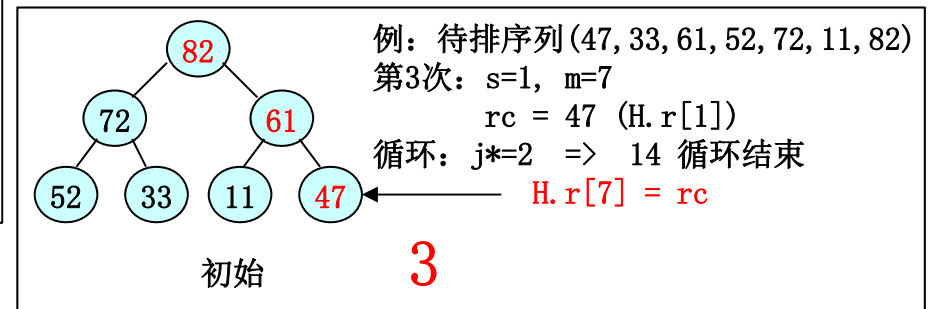 例：待排序列(47,33,61,52,72,11,82)
第3次：s=1, m=7
rc = 47 (H.r[1])
循环：j*=2 => 14 循环结束
H.r[7] = rc
82
72 61
52 33 11 47
初始
3